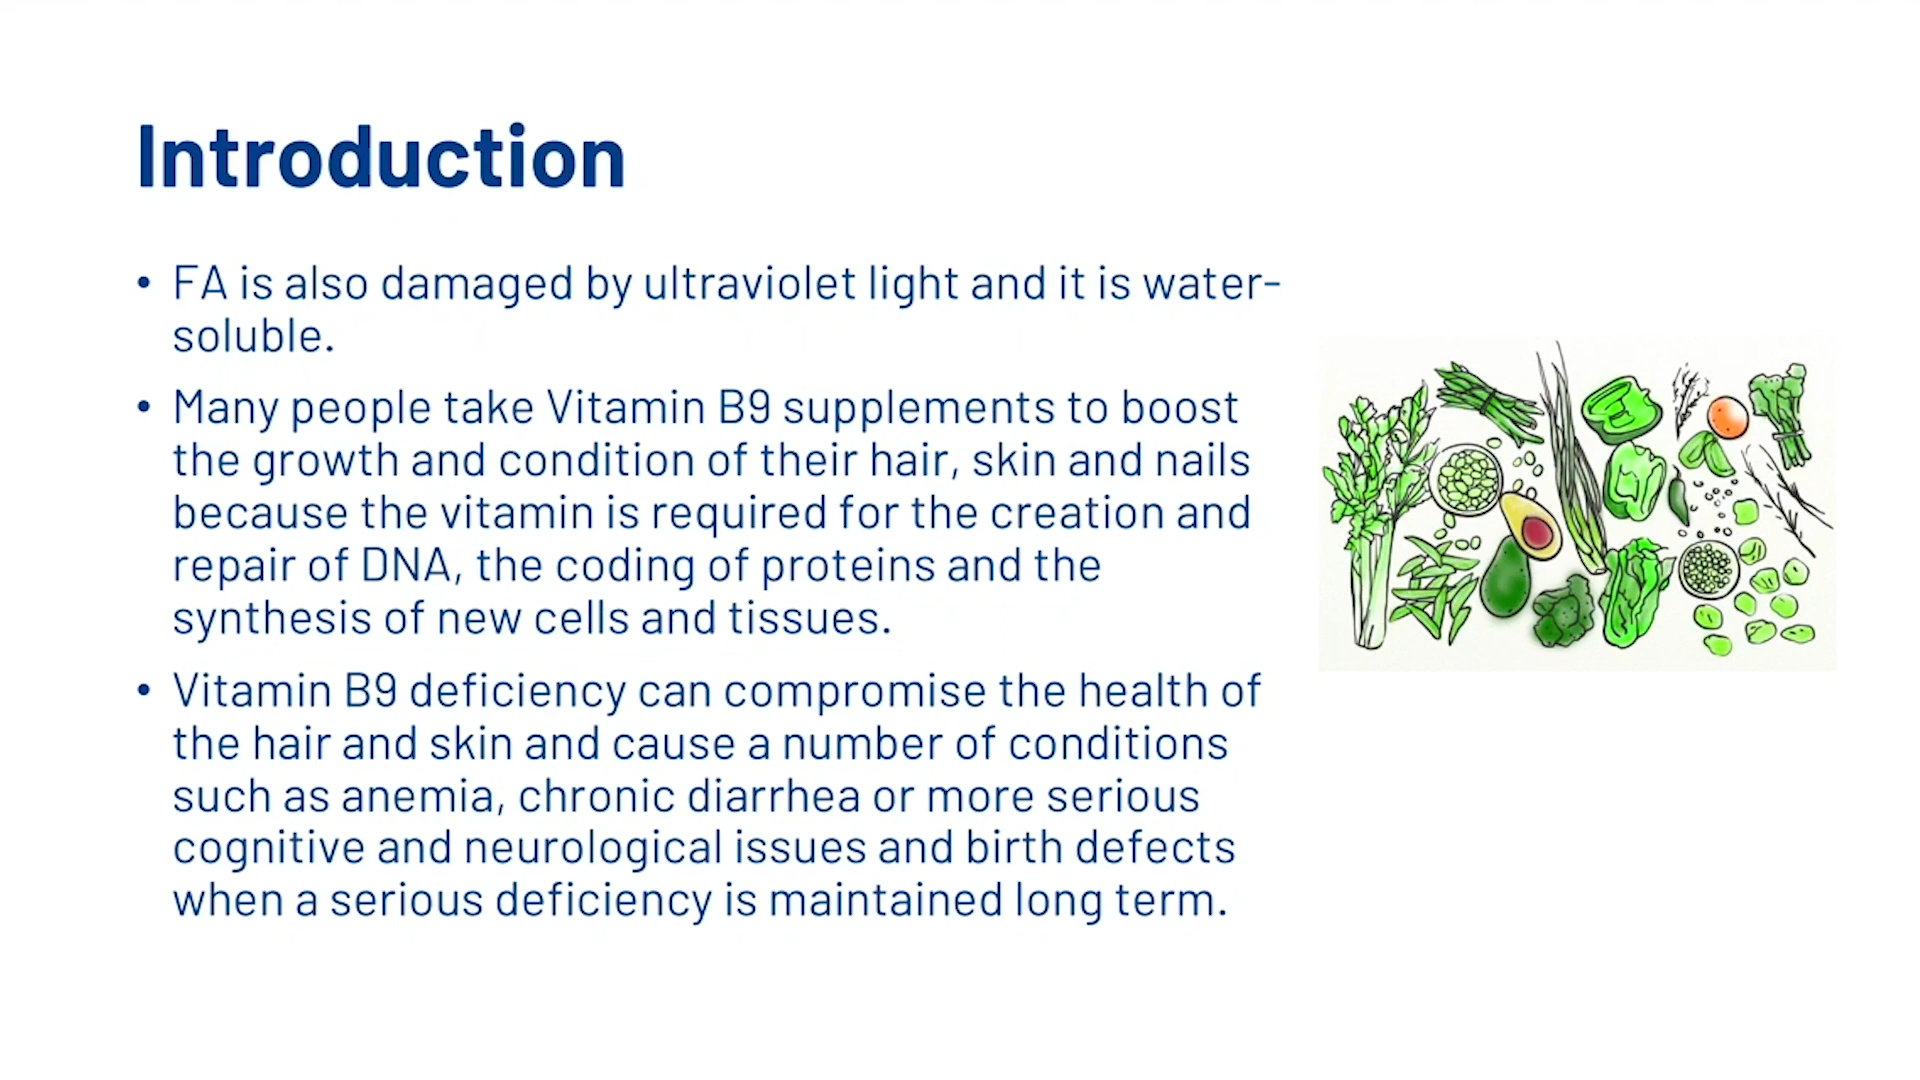 Introduction
• FA is also damaged by ultraviolet light and it is water-
soluble.
• Many people take Vitamin B9 supplements to boost
the growth and condition of their hair, skin and nails
because the vitamin is required for the creation and
repair of DNA, the coding of proteins and the
synthesis of new cells and tissues.
• Vitamin B9 deficiency can compromise the health of
the hair and skin and cause a number of conditions
such as anemia, chronic diarrhea or more serious
cognitive and neurological issues and birth defects
when a serious deficiency is maintained long term.